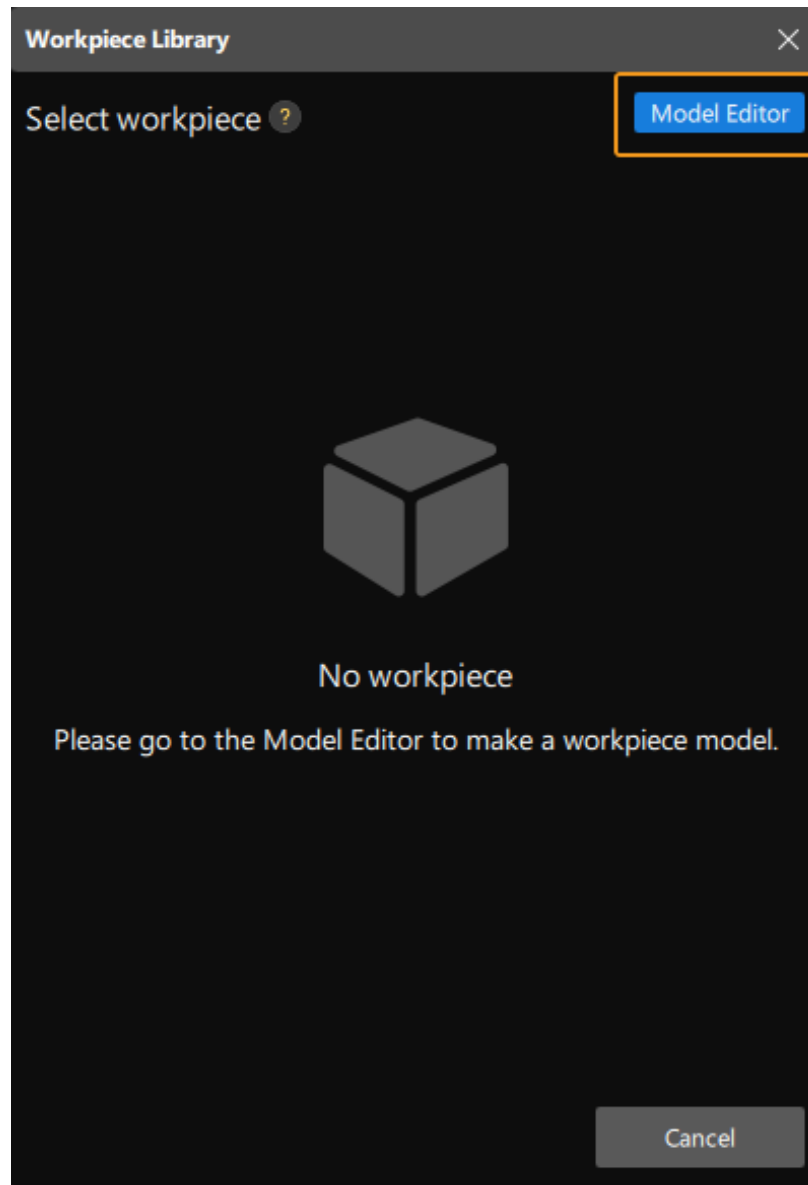 Workpiece Library
Select workpiece ?
Model Editor
No workpiece
Please go to the Model Editor to make a workpiece model.
Cancel